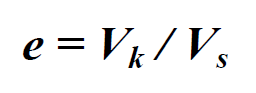 e = Vk / Vs